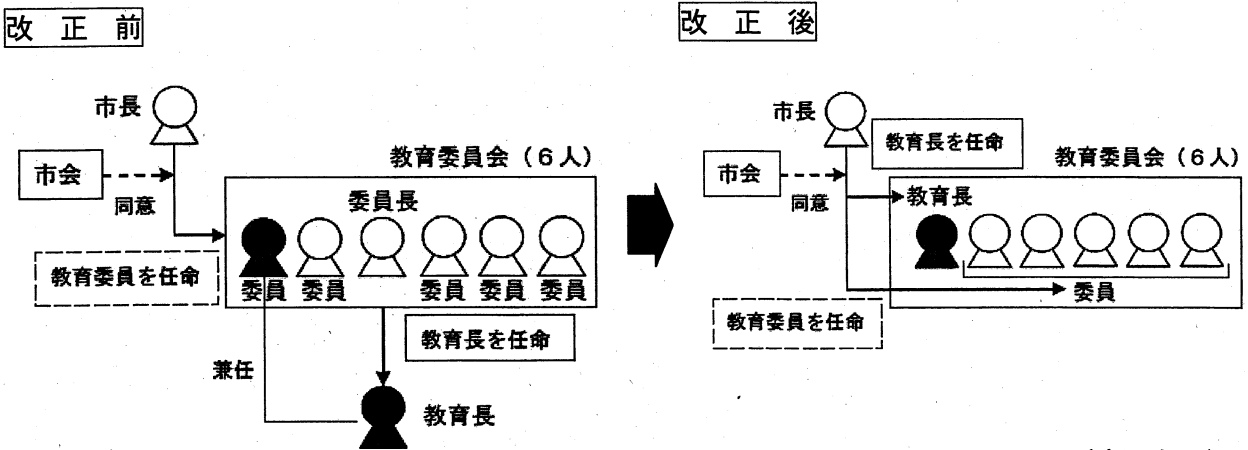 改正前
市長
市会
同意
教育委員を任命
教育委員会（６人）
委員長
委員
委員
委員
委員
委員
教育長を任命
兼任
教育長
改正後
市長
教育長を任命
市会
同意
教育委員会（６人）
教育長
委員
教育委員を任命